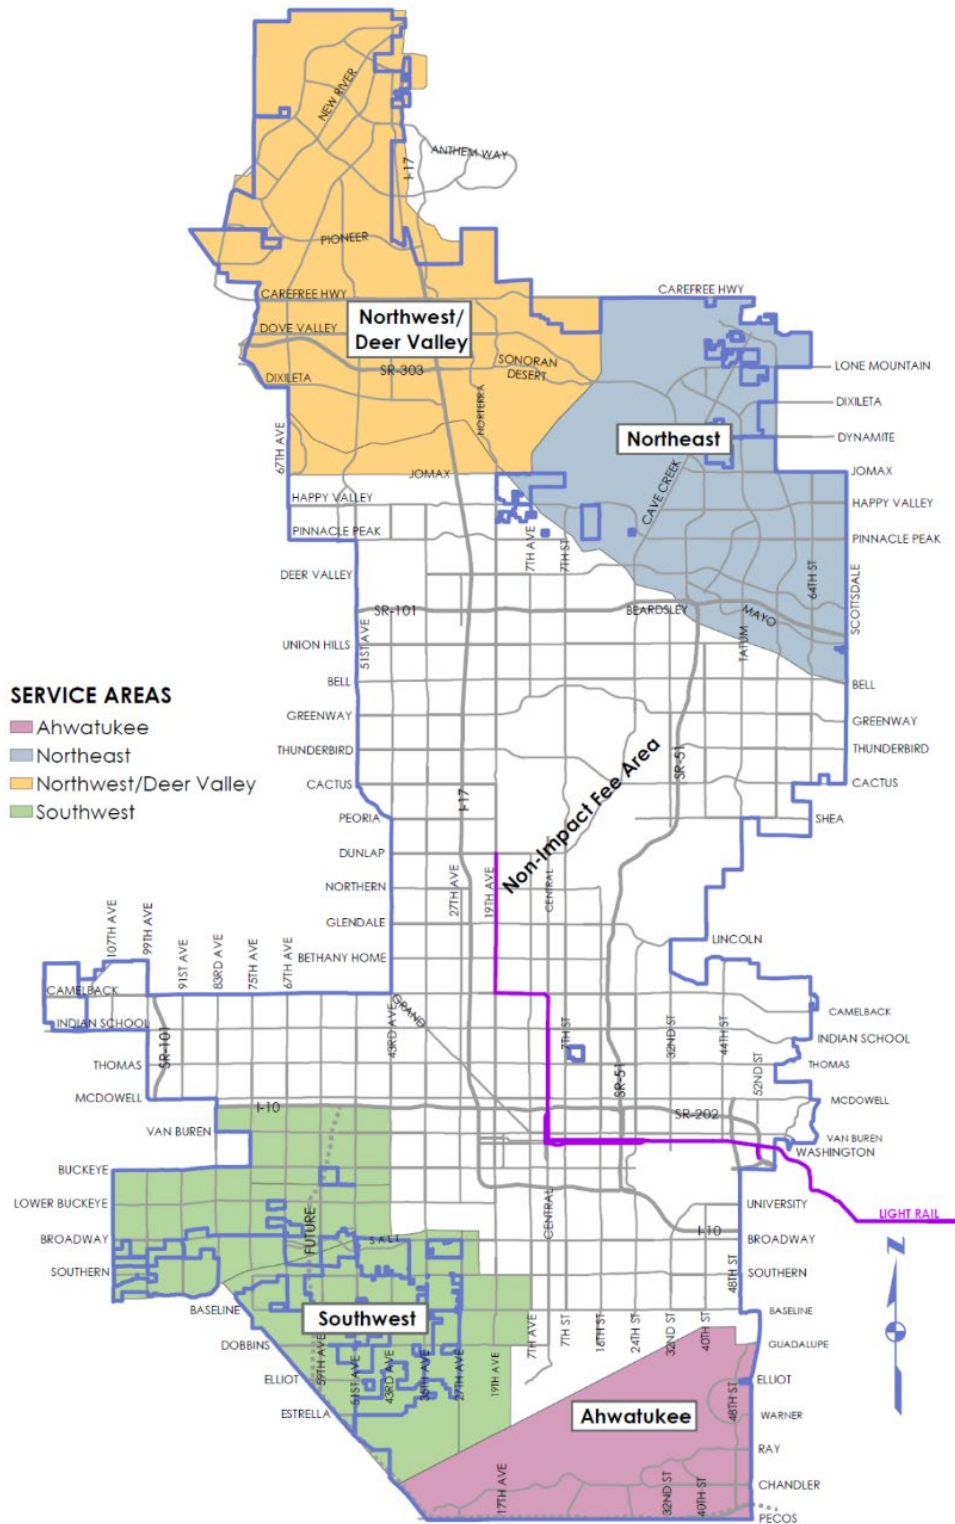 NEW RIVER
ANTHEM WAY
I-17
PIONEER
CAREFREE HWY
CAREFREE HWY
DOVE VALLEY
Northwest/
Deer Valley
SONORAN
DESERT
SR-303
LONE MOUNTAIN
DIXILETA
NORTERRA
DIXILETA
67TH AVE
Northeast
DYNAMITE
JOMAX
JOMAX
CAVE CREEK
HAPPY VALLEY
HAPPY VALLEY
PINNACLE PEAK
7TH AVE
7TH ST
PINNACLE PEAK
DEER VALLEY
64TH ST
SCOTTSDALE
SR-101
BEARDSLEY
MAYO
51ST AVE
UNION HILLS
TATUM
BELL
BELL
SERVICE AREAS
Ahwatukee
Northeast
Northwest/Deer Valley
Southwest
GREENWAY
GREENWAY
THUNDERBIRD
THUNDERBIRD
SR-51
CACTUS
CACTUS
I-17
Non-Impact Fee Area
PEORIA
SHEA
DUNLAP
NORTHERN
27TH AVE
19TH AVE
CENTRAL
GLENDALE
LINCOLN
BETHANY HOME
107TH AVE
99TH AVE
91ST AVE
83RD AVE
75TH AVE
67TH AVE
CAMELBACK
GRAND
CAMELBACK
INDIAN SCHOOL
43RD AVE
7TH ST
32ND ST
44TH ST
INDIAN SCHOOL
SR-101
THOMAS
52ND ST
THOMAS
SR-51
MCDOWELL
MCDOWELL
I-10
SR-202
VAN BUREN
VAN BUREN
WASHINGTON
BUCKEYE
LOWER BUCKEYE
CENTRAL
UNIVERSITY
LIGHT RAIL
FUTURE
I-10
BROADWAY
SALT
BROADWAY
SOUTHERN
48TH ST
SOUTHERN
N
BASELINE
Southwest
BASELINE
DOBBINS
7TH AVE
7TH ST
16TH ST
24TH ST
32ND ST
40TH ST
GUADALUPE
59TH AVE
51ST AVE
43RD AVE
35TH AVE
27TH AVE
19TH AVE
ELLIOT
ELLIOT
ESTRELLA
Ahwatukee
48TH ST
WARNER
RAY
17TH AVE
32ND ST
40TH ST
CHANDLER
PECOS